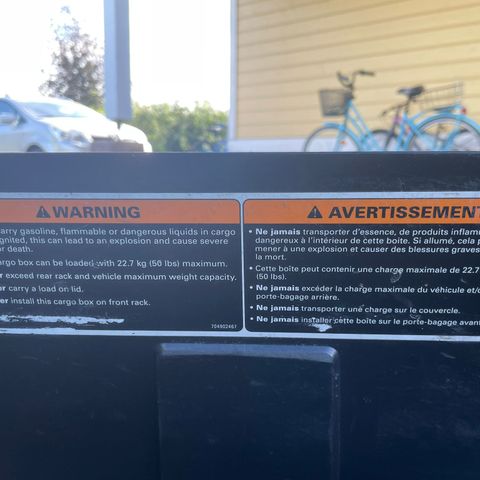 WARNING
arry gasoline, flammable or dangerous liquids in cargo
gnited, this can lead to an explosion and cause severe
or death.
argo box can be loaded with 22.7 kg (50 lbs) maximum.
er exceed rear rack and vehicle maximum weight capacity.
er carry a load on lid.
er install this cargo box on front rack.
704902467
AVERTISSEMENT
• Ne jamais transporter d'essence, de produits inflam
dangereux à l'intérieur de cette boîte. Si allumé, cela p
mener à une explosion et causer des blessures graves
la mort.
• Cette boîte peut contenir une charge maximale de 22.7
(50 lbs).
• Ne jamais excéder la charge maximale du véhicule et/o
porte-bagage arrière.
• Ne jamais transporter une charge sur le couvercle.
• Ne jamais installer cette boîte sur le porte-bagage avant